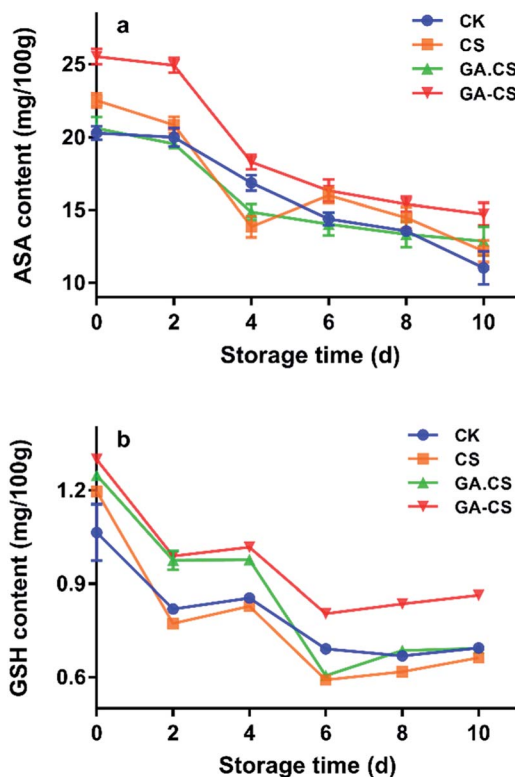 a
CK
CS
GA.CS
GA-CS
25
20
15
10
ASA content (mg/100g)
0 2 4 6 8 10
Storage time (d)
b
CK
CS
GA.CS
GA-CS
1.2
0.9
0.6
GSH content (mg/100g)
0 2 4 6 8 10
Storage time (d)